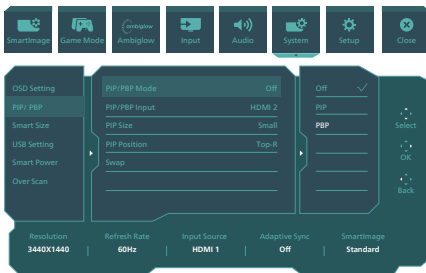 SmartImage
Game Mode
ambiglow
Ambiglow
Input
Audio
System
Setup
Close
OSD Setting
PIP/ PBP
Smart Size
USB Setting
Smart Power
Over Scan
PIP/PBP Mode Off
PIP/PBP Input HDMI 2
PIP Size Small
PIP Position Top-R
Swap
Off
PIP
PBP
Select
OK
Back
Resolution
3440X1440
Refresh Rate
60Hz
Input Source
HDMI 1
Adaptive Sync
Off
SmartImage
Standard